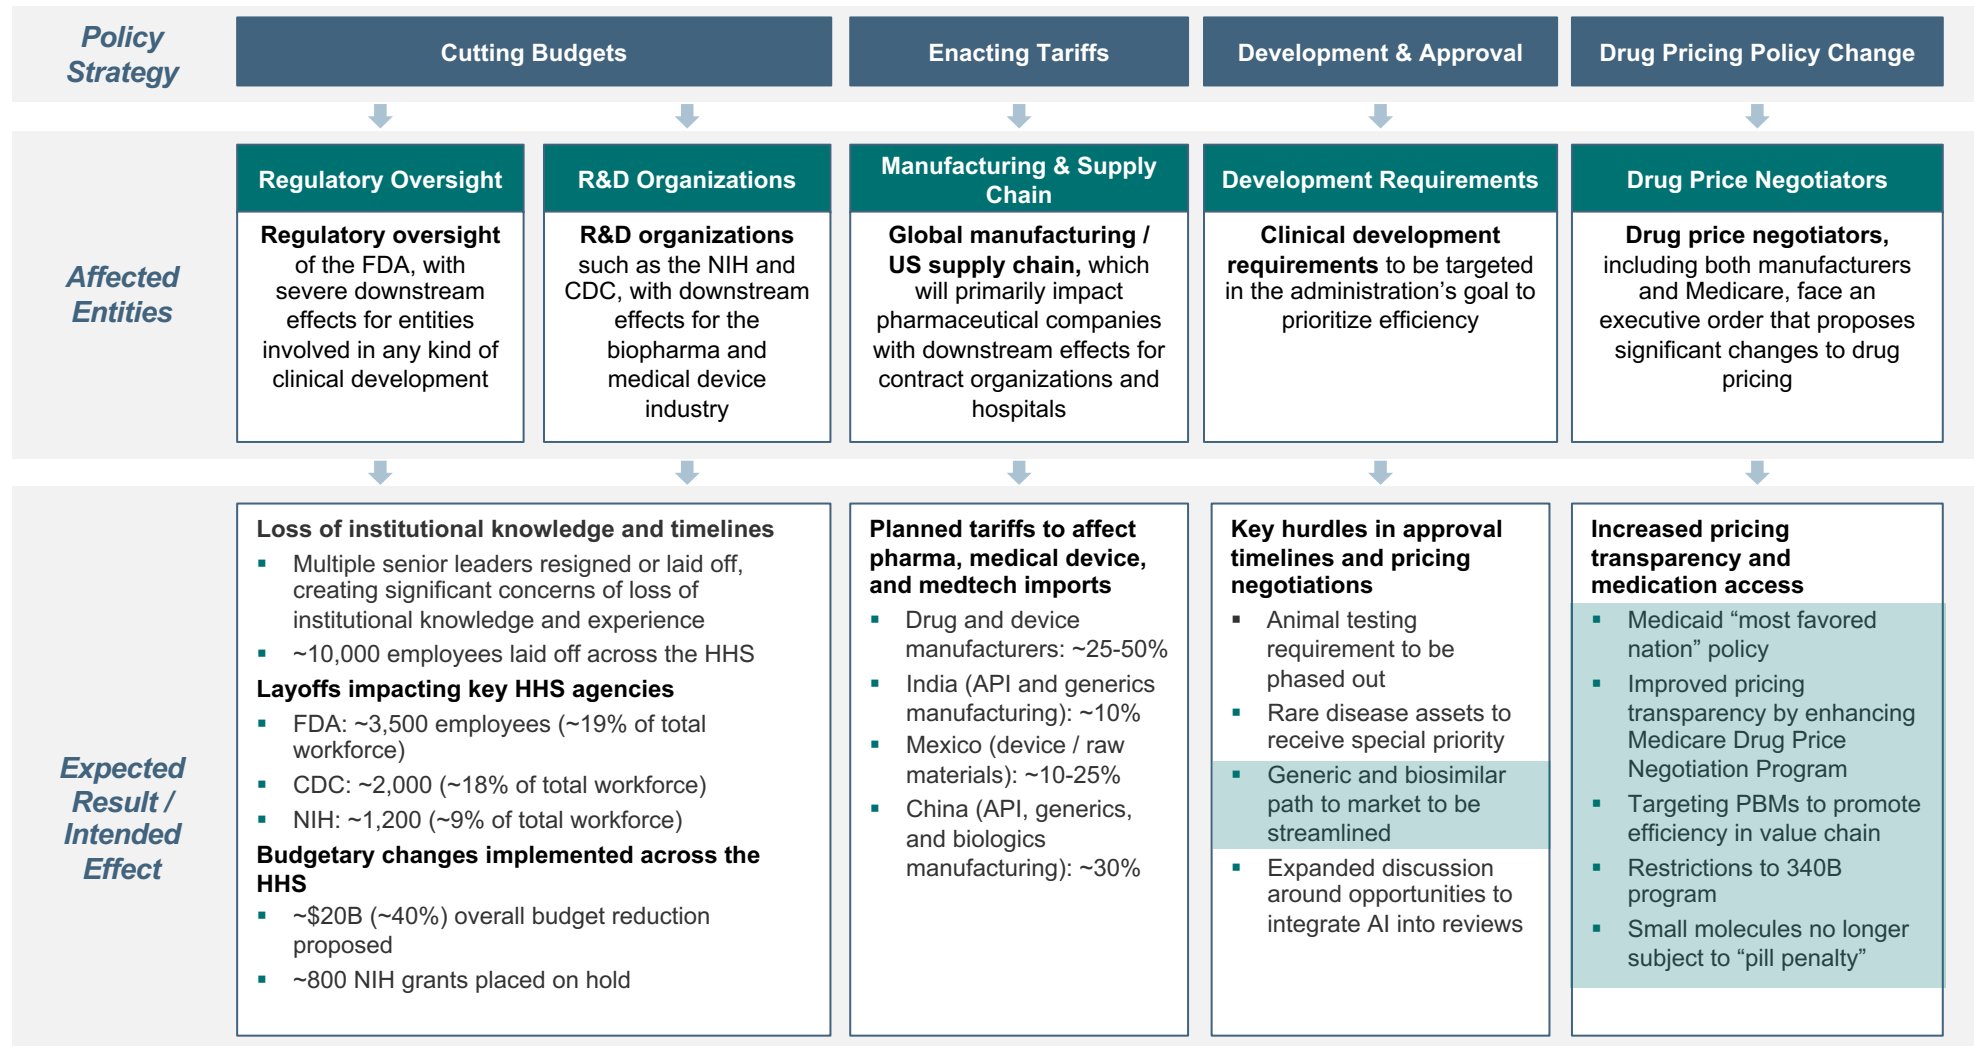 Policy
Strategy
Cutting Budgets
Enacting Tariffs
Development & Approval
Drug Pricing Policy Change
Affected
Entities
Regulatory Oversight
Regulatory oversight
of the FDA, with
severe downstream
effects for entities
involved in any kind of
clinical development
R&D Organizations
R&D organizations
such as the NIH and
CDC, with downstream
effects for the
biopharma and
medical device
industry
Manufacturing & Supply
Chain
Global manufacturing /
US supply chain, which
will primarily impact
pharmaceutical companies
with downstream effects for
contract organizations and
hospitals
Development Requirements
Clinical development
requirements to be targeted
in the administration’s goal to
prioritize efficiency
Drug Price Negotiators
Drug price negotiators,
including both manufacturers
and Medicare, face an
executive order that proposes
significant changes to drug
pricing
Expected
Result /
Intended
Effect
Loss of institutional knowledge and timelines
▪ Multiple senior leaders resigned or laid off,
creating significant concerns of loss of
institutional knowledge and experience
▪ ~10,000 employees laid off across the HHS
Layoffs impacting key HHS agencies
▪ FDA: ~3,500 employees (~19% of total
workforce)
▪ CDC: ~2,000 (~18% of total workforce)
▪ NIH: ~1,200 (~9% of total workforce)
Budgetary changes implemented across the
HHS
▪ ~$20B (~40%) overall budget reduction
proposed
▪ ~800 NIH grants placed on hold
Planned tariffs to affect
pharma, medical device,
and medtech imports
▪ Drug and device
manufacturers: ~25-50%
▪ India (API and generics
manufacturing): ~10%
▪ Mexico (device / raw
materials): ~10-25%
▪ China (API, generics,
and biologics
manufacturing): ~30%
Key hurdles in approval
timelines and pricing
negotiations
▪ Animal testing
requirement to be
phased out
▪ Rare disease assets to
receive special priority
▪ Generic and biosimilar
path to market to be
streamlined
▪ Expanded discussion
around opportunities to
integrate AI into reviews
Increased pricing
transparency and
medication access
▪ Medicaid “most favored
nation” policy
▪ Improved pricing
transparency by enhancing
Medicare Drug Price
Negotiation Program
▪ Targeting PBMs to promote
efficiency in value chain
▪ Restrictions to 340B
program
▪ Small molecules no longer
subject to “pill penalty”